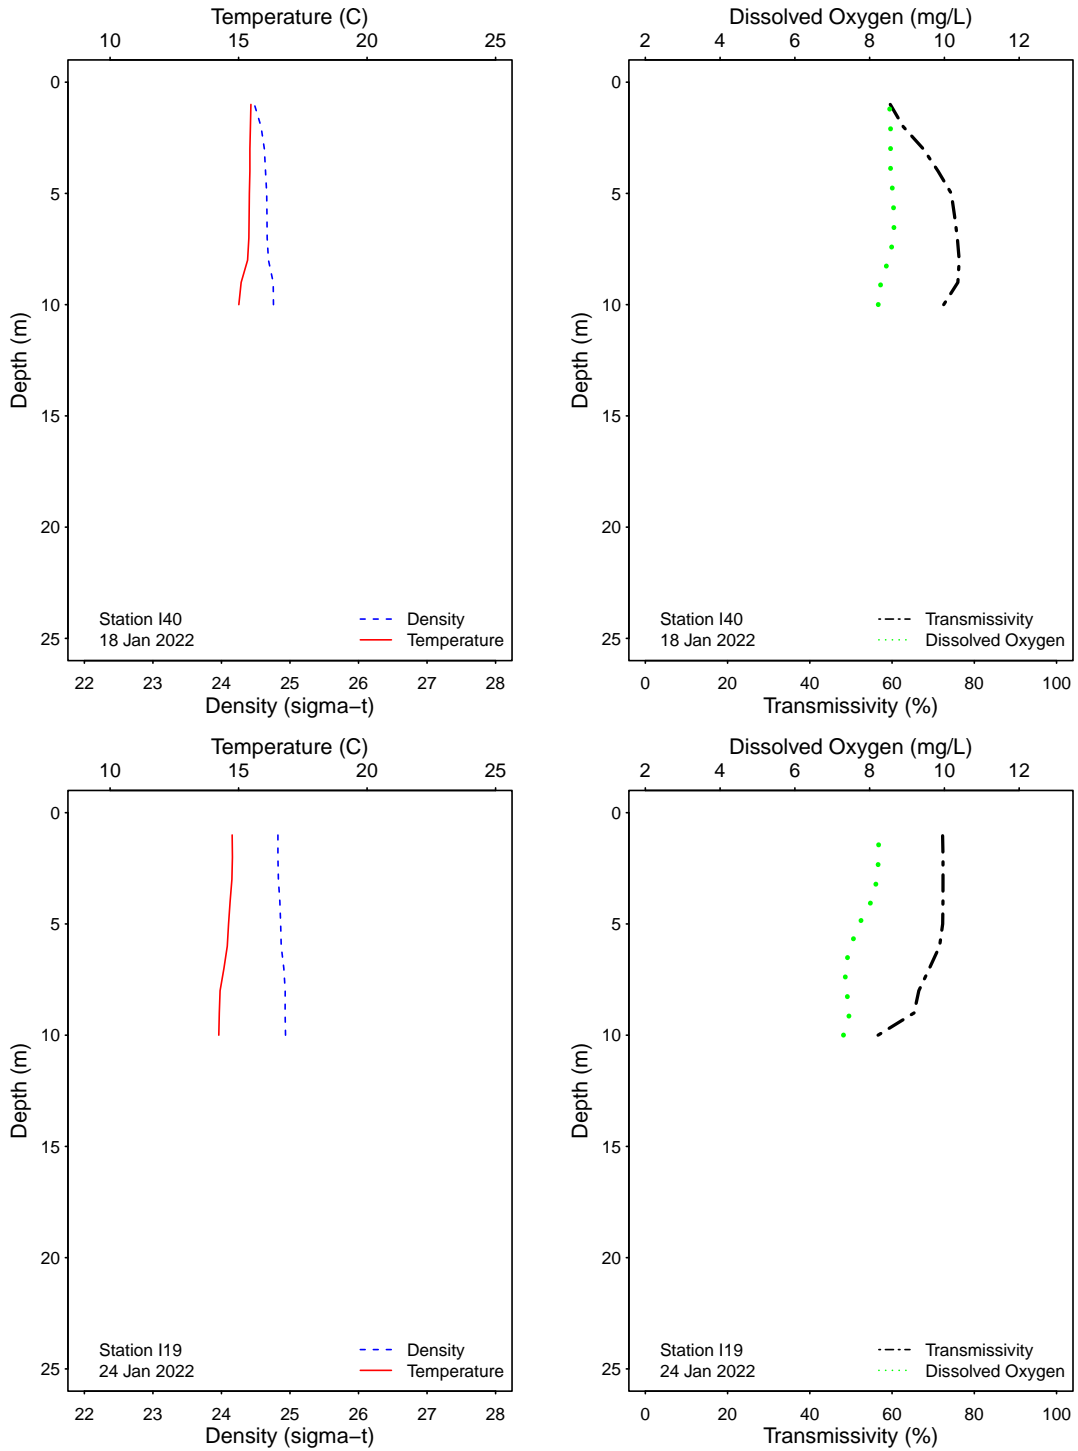 Temperature (C)
10 15 20 25
0
5
10
15
20
25
Depth (m)
Station I40
18 Jan 2022
Density
Temperature
22 23 24 25 26 27 28
Density (sigma−t)
Dissolved Oxygen (mg/L)
2 4 6 8 10 12
0
5
10
15
20
25
Depth (m)
Station I40
18 Jan 2022
Transmissivity
Dissolved Oxygen
0 20 40 60 80 100
Transmissivity (%)
Temperature (C)
10 15 20 25
0
5
10
15
20
25
Depth (m)
Station I19
24 Jan 2022
Density
Temperature
22 23 24 25 26 27 28
Density (sigma−t)
Dissolved Oxygen (mg/L)
2 4 6 8 10 12
0
5
10
15
20
25
Depth (m)
Station I19
24 Jan 2022
Transmissivity
Dissolved Oxygen
0 20 40 60 80 100
Transmissivity (%)